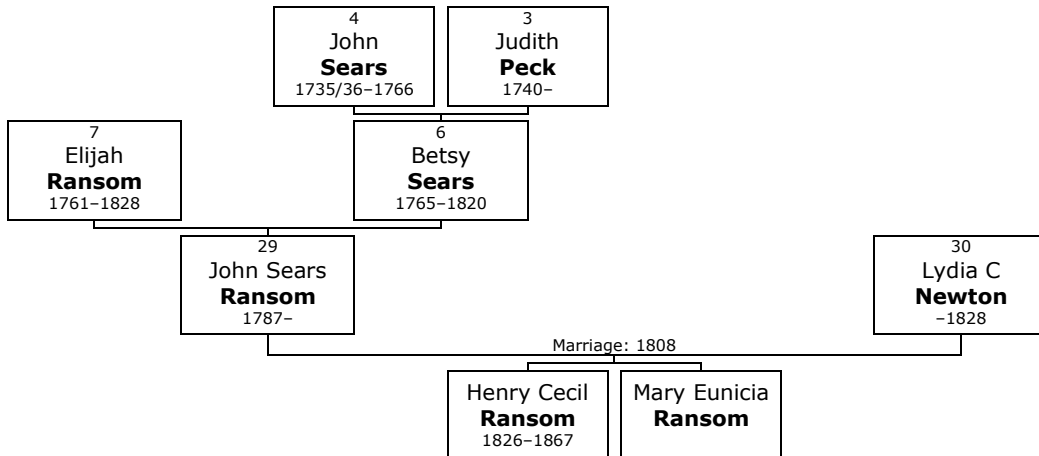 4
John
Sears
1735/36–1766
3
Judith
Peck
1740–
7
Elijah
Ransom
1761–1828
6
Betsy
Sears
1765–1820
29
John Sears
Ransom
1787–
30
Lydia C
Newton
–1828
Marriage: 1808
Henry Cecil
Ransom
1826–1867
Mary Eunicia
Ransom